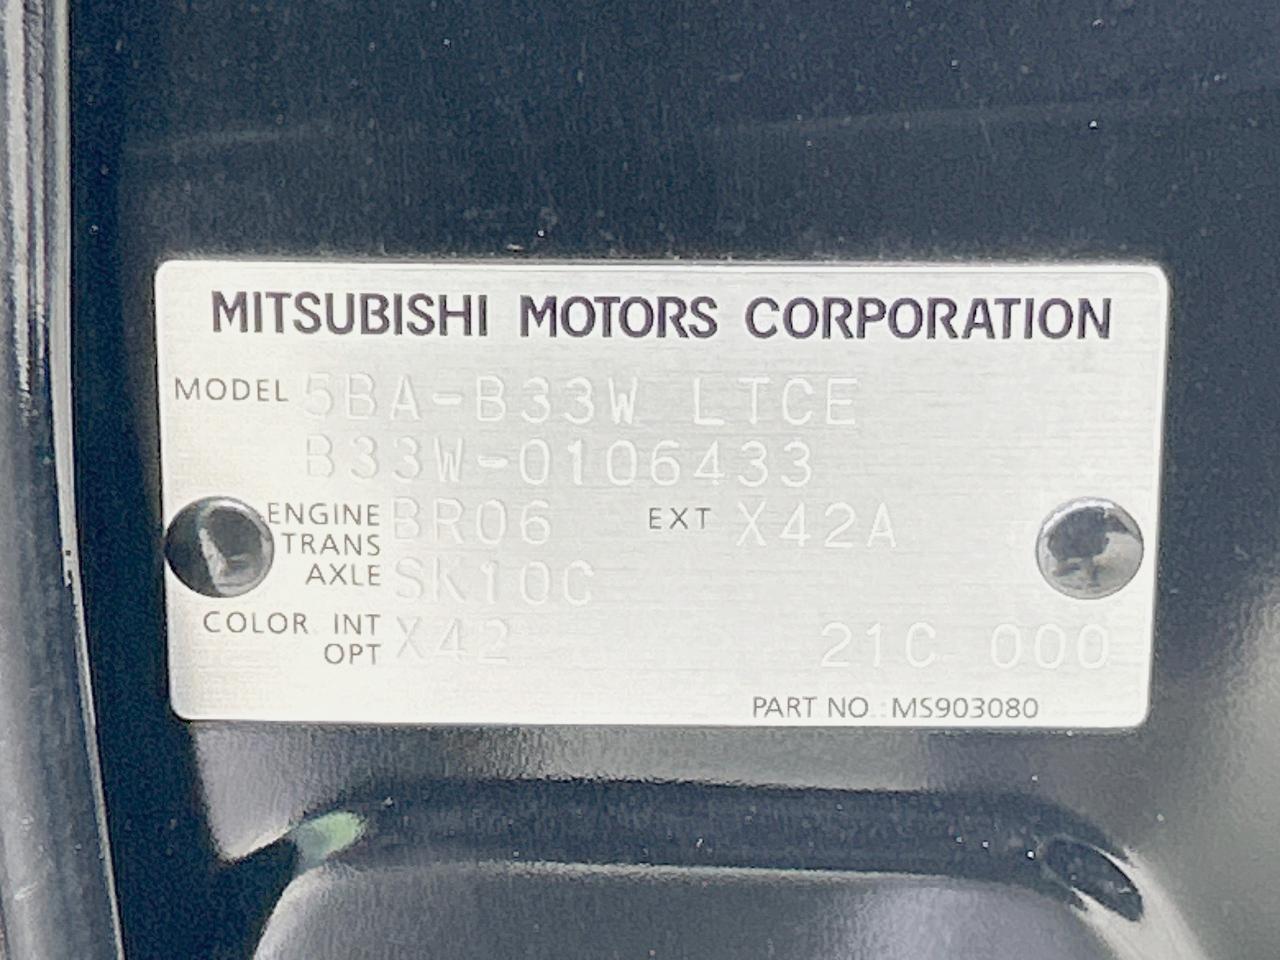 MITSUBISHI MOTORS CORPORATION
MODEL 5BA-B33W LTCE
B33W-0106433
ENGINE BR06 EXT X42A
TRANS
AXLE SK10C
COLOR INT X42 21C 000
OPT
PART NO.: MS903080